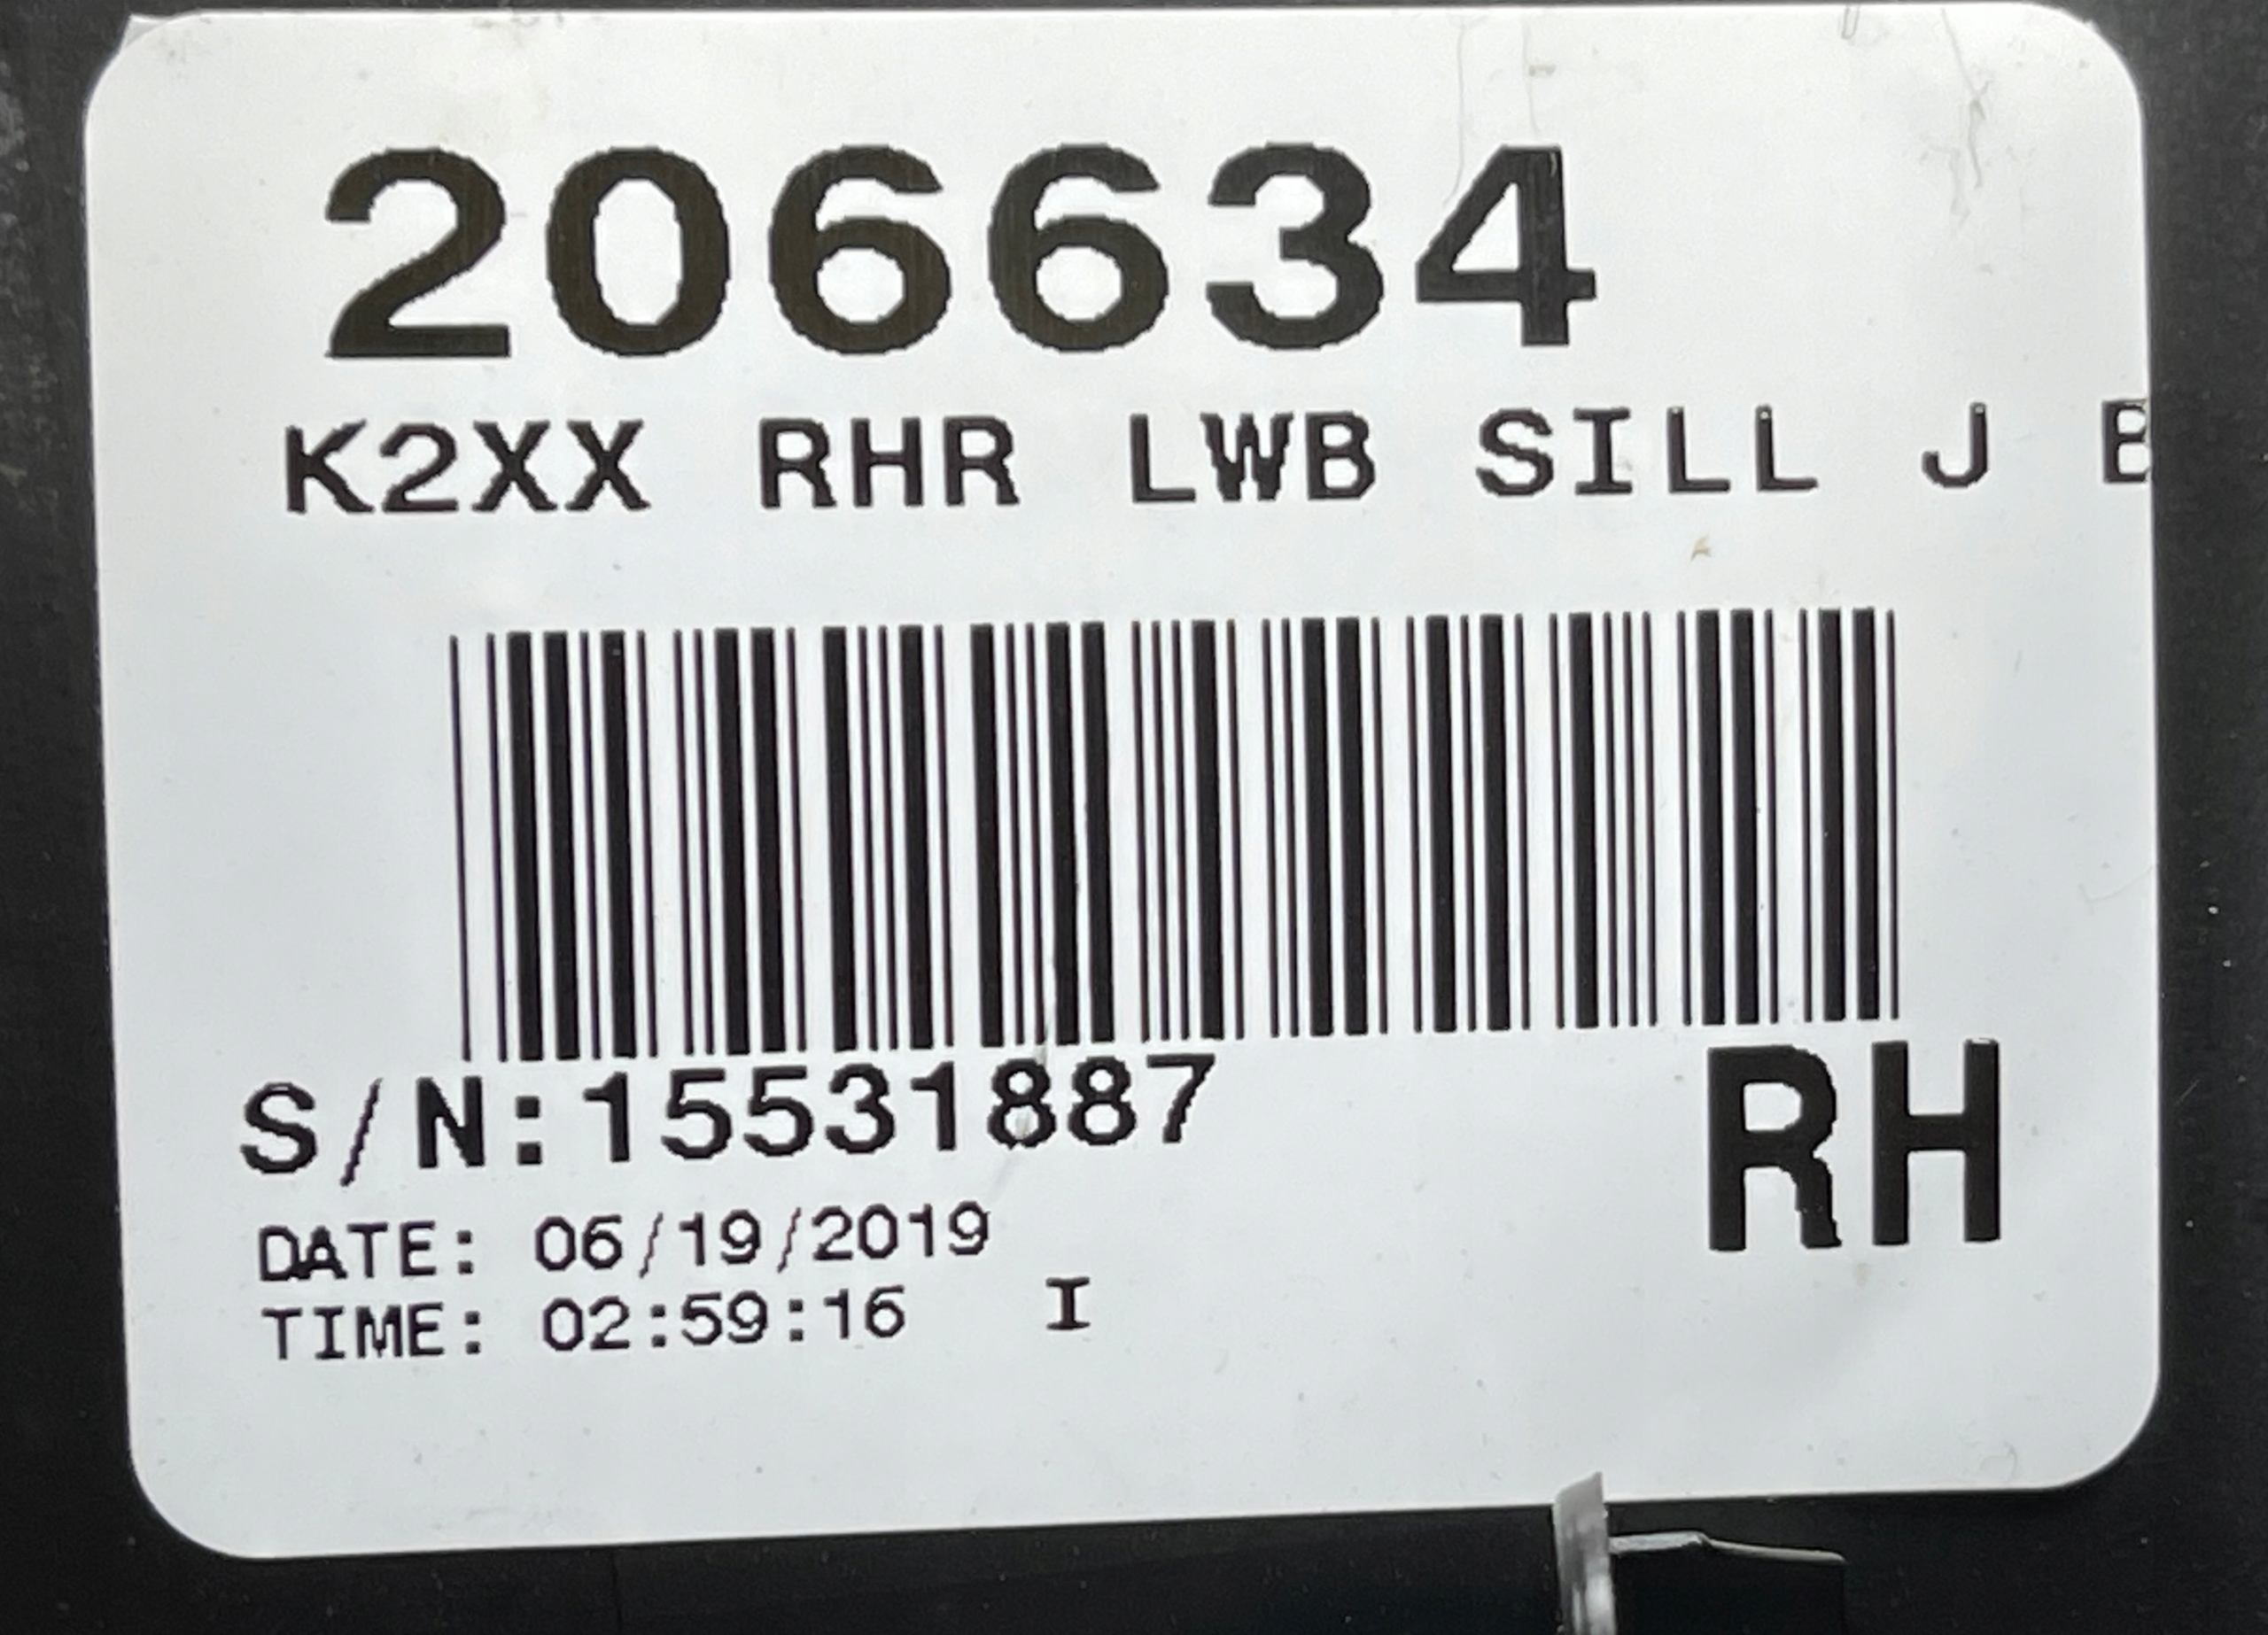 206634
K2XX RHR LWB SILL J B
S/N:15531887
RH
DATE: 06/19/2019
TIME: 02:59:16 I